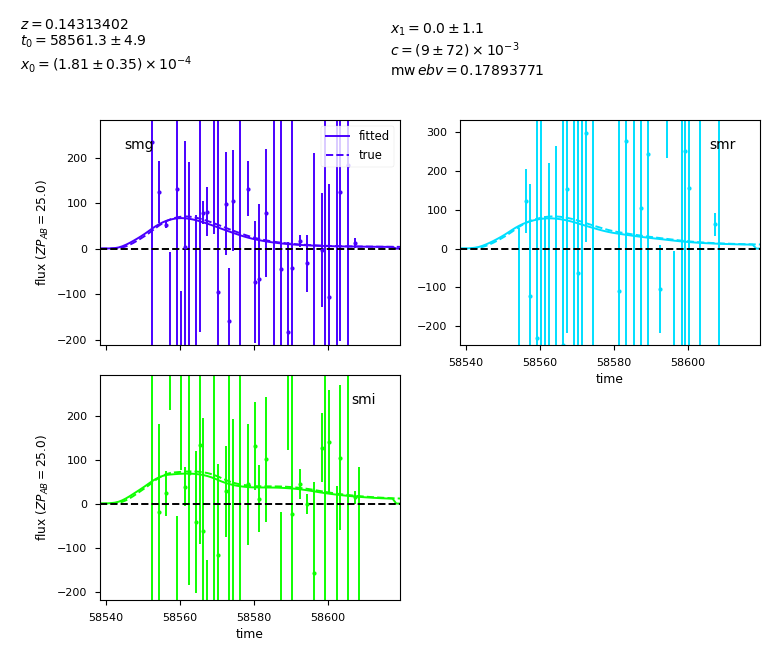 z = 0.14313402
t₀ = 58561.3 ± 4.9
x₀ = (1.81 ± 0.35) × 10⁻⁴
x₁ = 0.0 ± 1.1
c = (9 ± 72) × 10⁻³
mw ebv = 0.17893771
smg
fitted
true
200
100
0
−100
−200
flux (ZP_AB = 25.0)
smr
300
200
100
0
−100
−200
58540 58560 58580 58600
time
smi
200
100
0
−100
−200
flux (ZP_AB = 25.0)
58540 58560 58580 58600
time